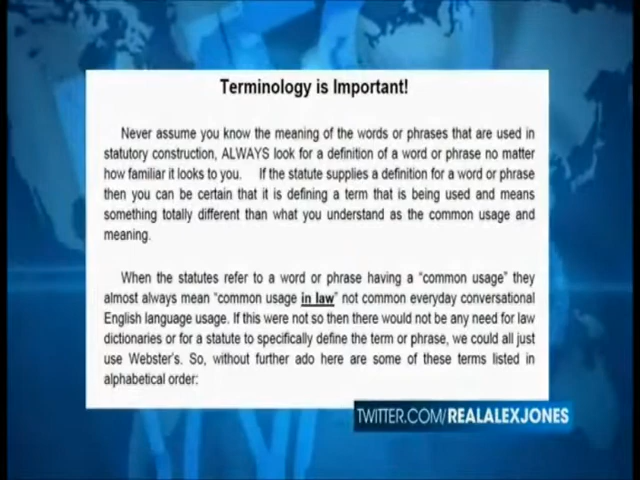 Terminology is Important!
Never assume you know the meaning of the words or phrases that are used in
statutory construction, ALWAYS look for a definition of a word or phrase no matter
how familiar it looks to you. If the statute supplies a definition for a word or phrase
then you can be certain that it is defining a term that is being used and means
something totally different than what you understand as the common usage and
meaning.
When the statutes refer to a word or phrase having a “common usage” they
almost always mean “common usage in law” not common everyday conversational
English language usage. If this were not so then there would not be any need for law
dictionaries or for a statute to specifically define the term or phrase, we could all just
use Webster’s. So, without further ado here are some of these terms listed in
alphabetical order:
TWITTER.COM/REALALEXJONES